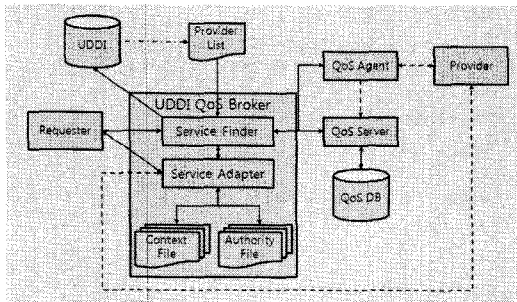 UDDI
Provider
List
QoS Agent
Provider
UDDI QoS Broker
Requester
Service Finder
QoS Server
Service Adapter
QoS DB
Context
File
Authority
File